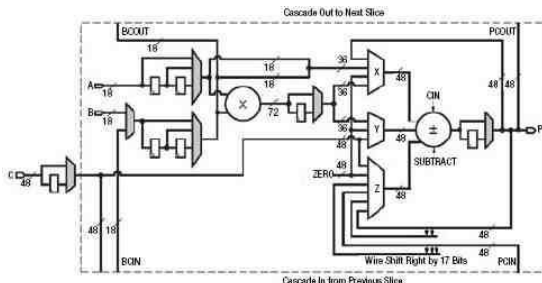 Cascade Out to Next Slice
BCOUT
PCOUT
18
18
18
36
A
18
X
48
48
48
CIN
B
18
X
72
36
36
Y
48
±
P
48
SUBTRACT
C
48
48
ZERO
Z
48
48
18
48
Wire Shift Right by 17 Bits
48
BCIN
PCIN
Cascade In from Previous Slice